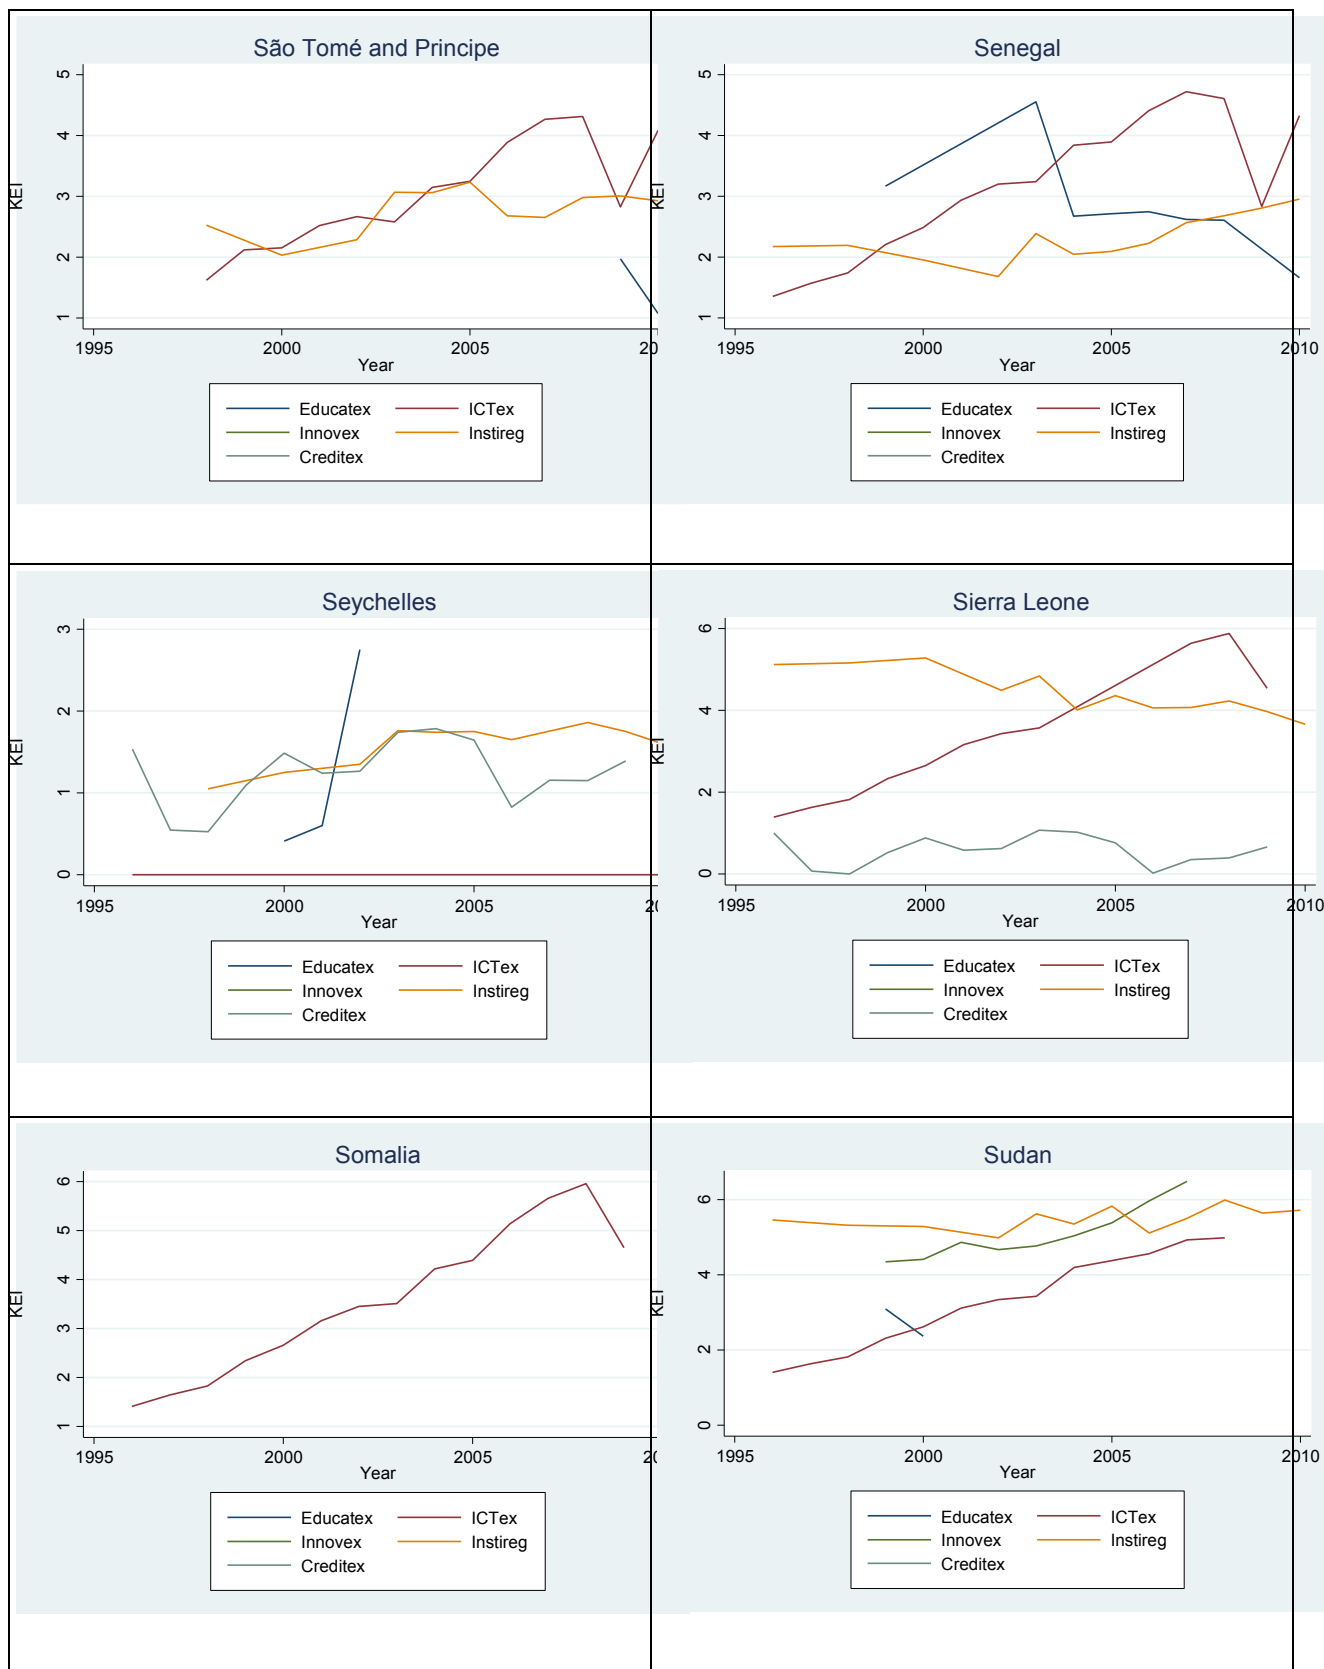 São Tomé and Principe
KEI
5
4
3
2
1
1995 2000 2005 20
Year
Educatex ICTex
Innovex Instireg
Creditex
Senegal
KEI
5
4
3
2
1
1995 2000 2005 2010
Year
Educatex ICTex
Innovex Instireg
Creditex
Seychelles
KEI
3
2
1
0
1995 2000 2005 20
Year
Educatex ICTex
Innovex Instireg
Creditex
Sierra Leone
KEI
6
4
2
0
1995 2000 2005 2010
Year
Educatex ICTex
Innovex Instireg
Creditex
Somalia
KEI
6
5
4
3
2
1
1995 2000 2005 20
Year
Educatex ICTex
Innovex Instireg
Creditex
Sudan
KEI
6
4
2
0
1995 2000 2005 2010
Year
Educatex ICTex
Innovex Instireg
Creditex